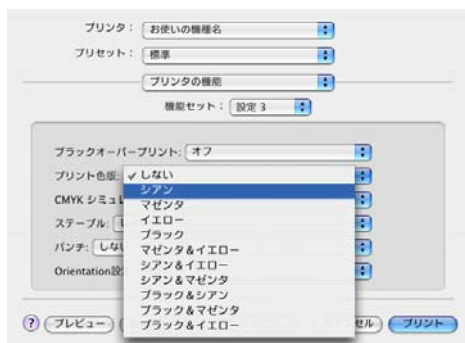 プリンタ： お使いの機種名
プリセット： 標準
プリンタの機能
機能セット： 設定 3
ブラックオーバープリント: オフ
プリント色版: ✓しない
シアン
CMYK シミュ
マゼンタ
イエロー
ステープル:
ブラック
パンチ: しない
マゼンタ&イエロー
シアン&イエロー
Orientation設
シアン&マゼンタ
ブラック&シアン
ブラック&マゼンタ
ブラック&イエロー
? プレビュー セル プリント